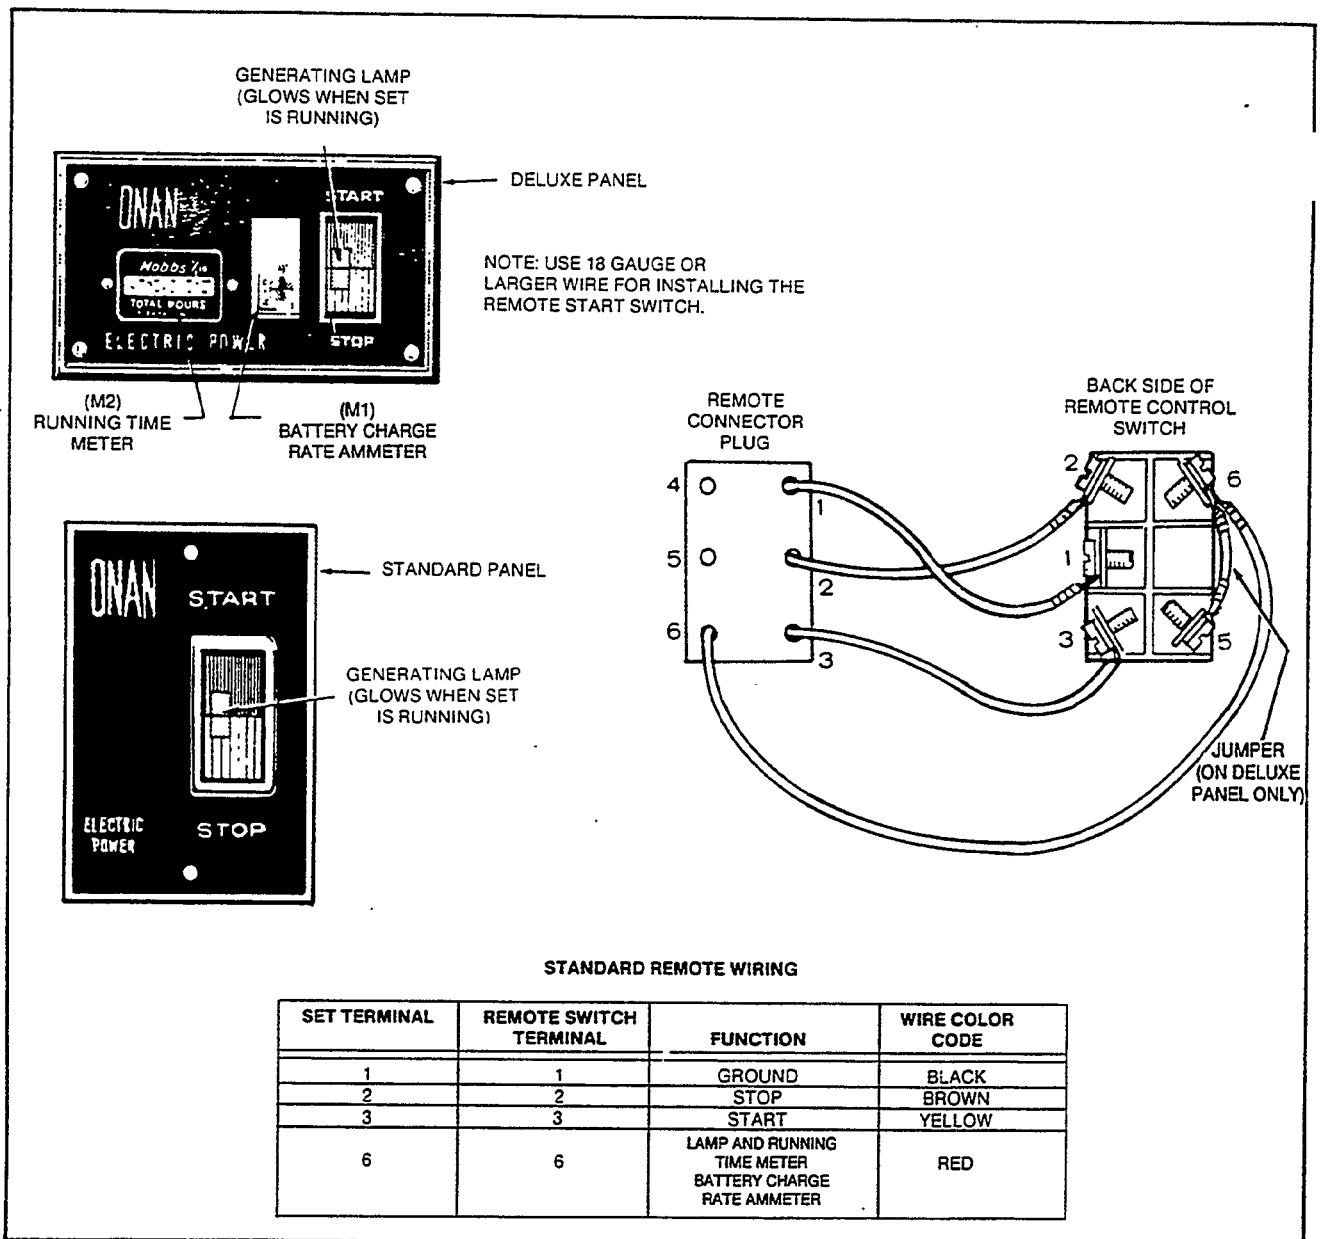 GENERATING LAMP
(GLOWS WHEN SET
IS RUNNING)
DELUXE PANEL
ONAN
START
Hobbs 1/10
TOTAL HOURS
ELECTRIC POWER
STOP
NOTE: USE 18 GAUGE OR
LARGER WIRE FOR INSTALLING THE
REMOTE START SWITCH.
(M2)
RUNNING TIME
METER
(M1)
BATTERY CHARGE
RATE AMMETER
REMOTE
CONNECTOR
PLUG
BACK SIDE OF
REMOTE CONTROL
SWITCH
4
1
5
2
6
3
2
6
1
3
5
JUMPER
(ON DELUXE
PANEL ONLY)
ONAN
START
STANDARD PANEL
GENERATING LAMP
(GLOWS WHEN SET
IS RUNNING)
ELECTRIC
POWER
STOP
STANDARD REMOTE WIRING
SET TERMINAL REMOTE SWITCH TERMINAL FUNCTION WIRE COLOR CODE
1 1 GROUND BLACK
2 2 STOP BROWN
3 3 START YELLOW
6 6 LAMP AND RUNNING TIME METER BATTERY CHARGE RATE AMMETER RED